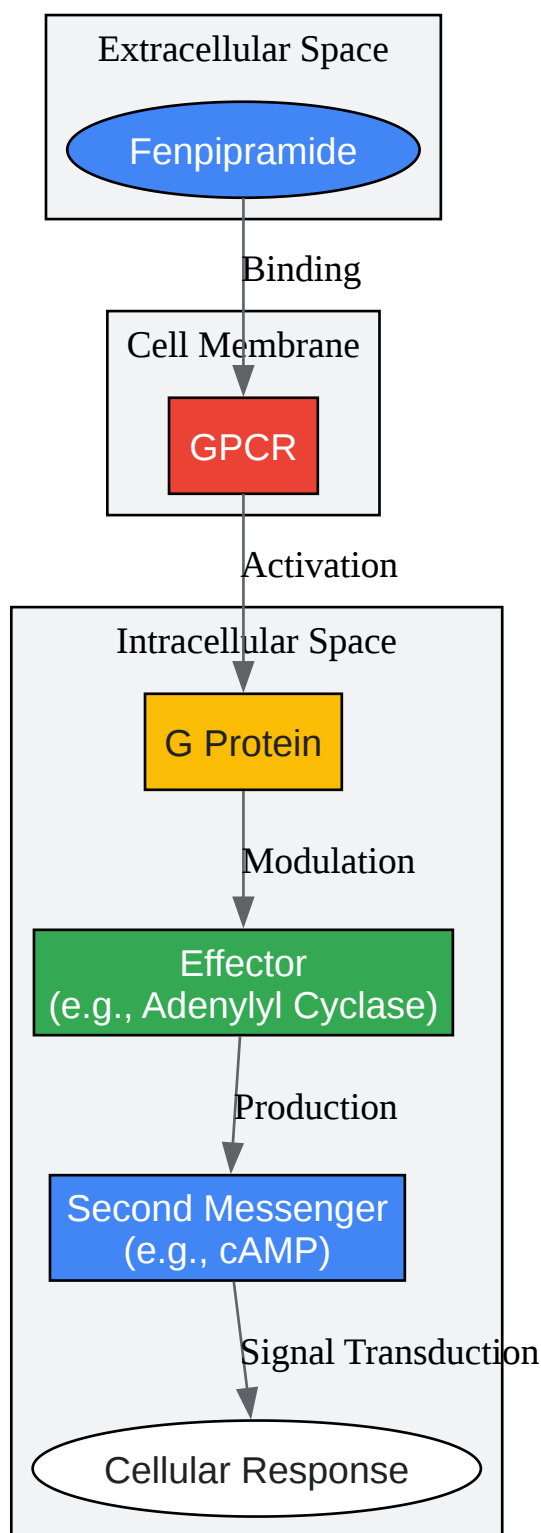 Extracellular Space
Fenpipramide
Binding
Cell Membrane
GPCR
Activation
Intracellular Space
G Protein
Modulation
Effector
(e.g., Adenylyl Cyclase)
Production
Second Messenger
(e.g., cAMP)
Signal Transduction
Cellular Response